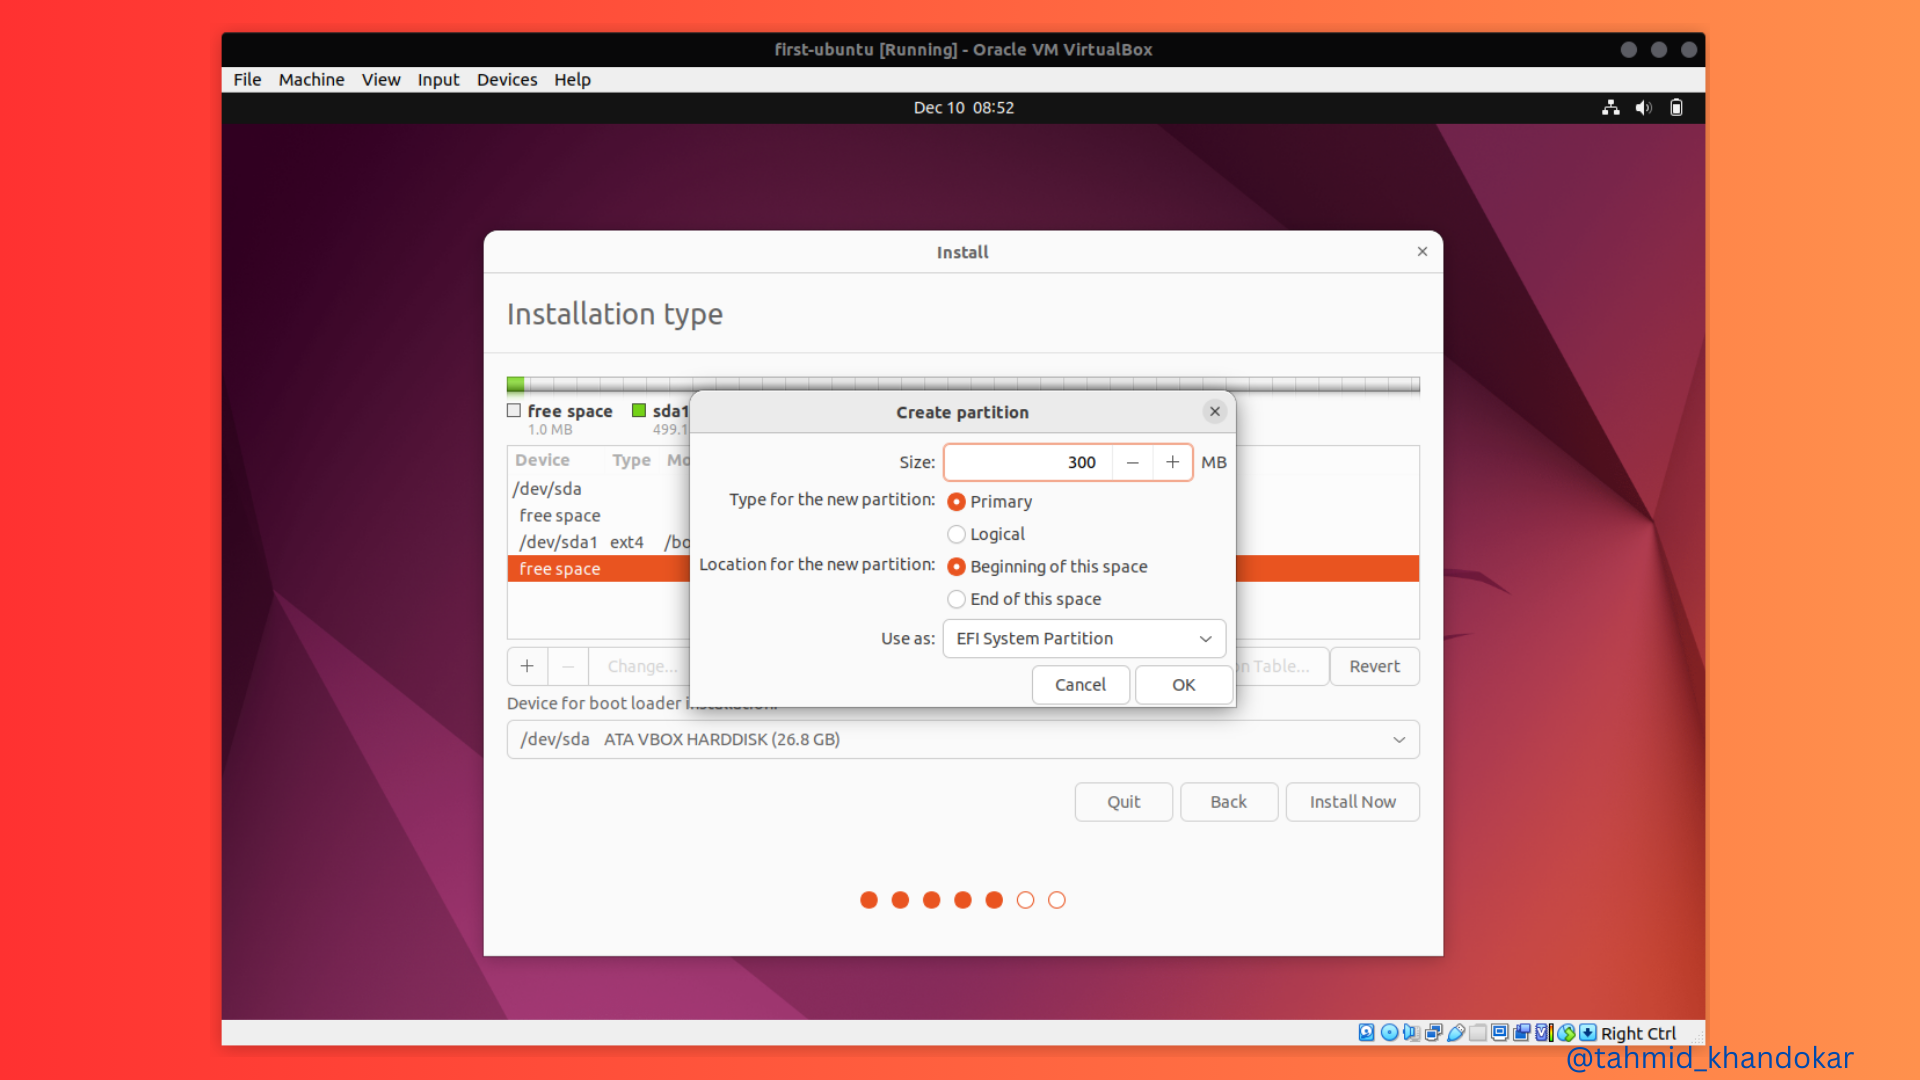 first-ubuntu [Running] - Oracle VM VirtualBox
File Machine View Input Devices Help
Dec 10 08:52
Install
Installation type
free space sda1
1.0 MB 499.1
Create partition
Size: 300 MB
Type for the new partition: Primary
Logical
Location for the new partition: Beginning of this space
End of this space
Use as: EFI System Partition
Cancel OK
Device Type
/dev/sda
free space
/dev/sda1 ext4
free space
+ − Change... Table... Revert
Device for boot loader
/dev/sda ATA VBOX HARDDISK (26.8 GB)
Quit Back Install Now
Right Ctrl
@tahmid_khandokar